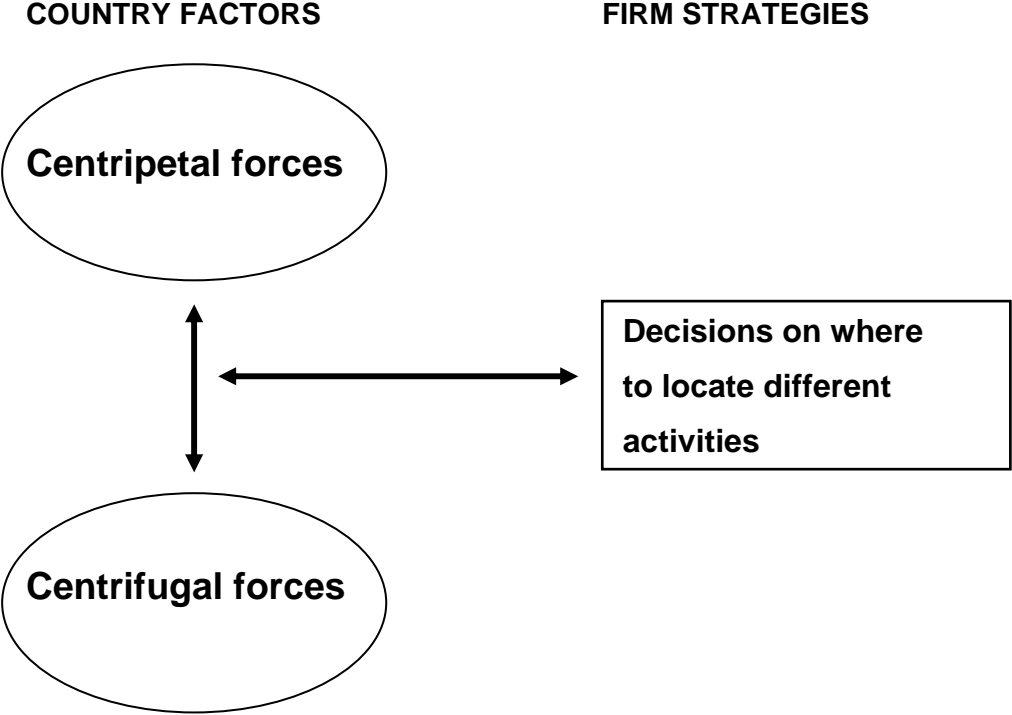 COUNTRY FACTORS
FIRM STRATEGIES
Centripetal forces
Decisions on where
to locate different
activities
Centrifugal forces